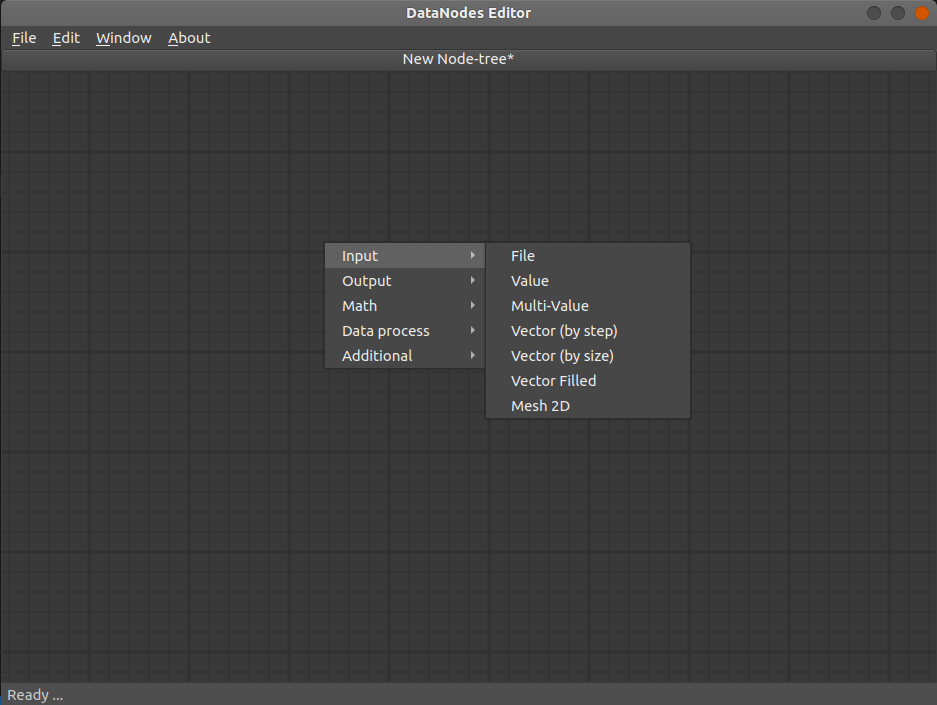 DataNodes Editor
File Edit Window About
New Node-tree*
Input
Output
Math
Data process
Additional
File
Value
Multi-Value
Vector (by step)
Vector (by size)
Vector Filled
Mesh 2D
Ready ...